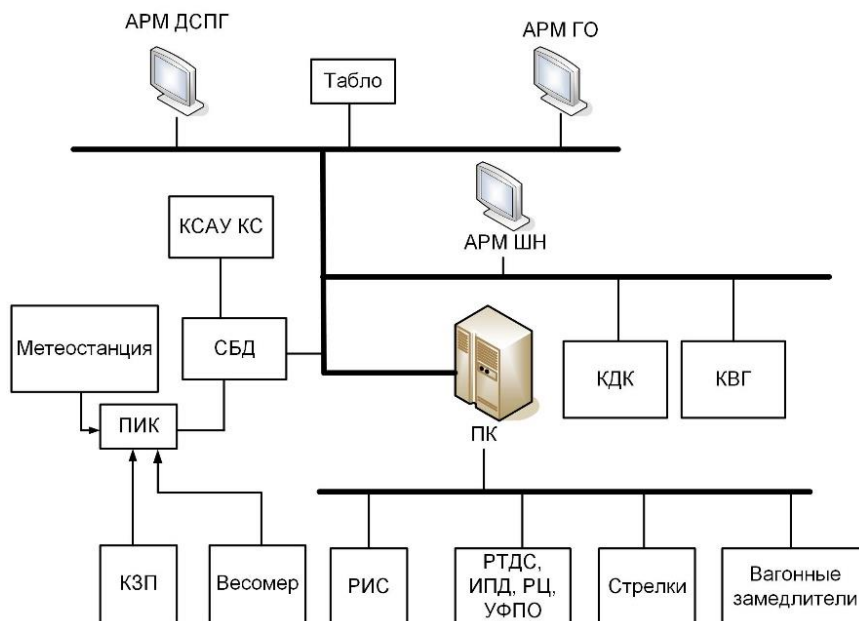 АРМ ДСПГ
АРМ ГО
Табло
КСАУ КС
АРМ ШН
Метеостанция
СБД
КДК
КВГ
ПИК
ПК
КЗП
Весомер
РИС
РТДС,
ИПД, РЦ,
УФПО
Стрелки
Вагонные
замедлители